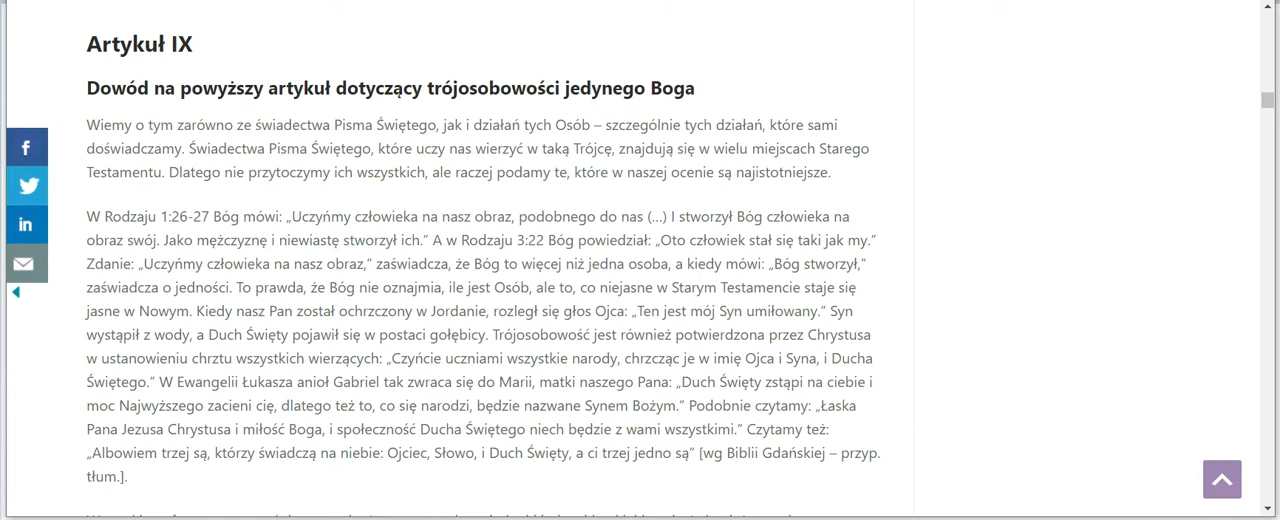 Artykuł IX
Dowód na powyższy artykuł dotyczący trójosobowości jedynego Boga
Wiemy o tym zarówno ze świadectwa Pisma Świętego, jak i działań tych Osób – szczególnie tych działań, które sami
doświadczamy. Świadectwa Pisma Świętego, które uczy nas wierzyć w taką Trójcę, znajdują się w wielu miejscach Starego
Testamentu. Dlatego nie przytoczymy ich wszystkich, ale raczej podamy te, które w naszej ocenie są najistotniejsze.
W Rodzaju 1:26-27 Bóg mówi: „Uczyńmy człowieka na nasz obraz, podobnego do nas (...) I stworzył Bóg człowieka na
obraz swój. Jako mężczyznę i niewiastę stworzył ich.” A w Rodzaju 3:22 Bóg powiedział: „Oto człowiek stał się taki jak my.”
Zdanie: „Uczyńmy człowieka na nasz obraz,” zaświadcza, że Bóg to więcej niż jedna osoba, a kiedy mówi: „Bóg stworzył,”
zaświadcza o jedności. To prawda, że Bóg nie oznajmia, ile jest Osób, ale to, co niejasne w Starym Testamencie staje się
jasne w Nowym. Kiedy nasz Pan został ochrzczony w Jordanie, rozległ się głos Ojca: „Ten jest mój Syn umiłowany.” Syn
wystąpił z wody, a Duch Święty pojawił się w postaci gołębicy. Trójosobowość jest również potwierdzona przez Chrystusa
w ustanowieniu chrztu wszystkich wierzących: „Czyńcie uczniami wszystkie narody, chrzcząc je w imię Ojca i Syna, i Ducha
Świętego.” W Ewangelii Łukasza anioł Gabriel tak zwraca się do Marii, matki naszego Pana: „Duch Święty zstąpi na ciebie i
moc Najwyższego zacieni cię, dlatego też to, co się narodzi, będzie nazwane Synem Bożym.” Podobnie czytamy: „Łaska
Pana Jezusa Chrystusa i miłość Boga, i społeczność Ducha Świętego niech będzie z wami wszystkimi.” Czytamy też:
„Albowiem trzej są, którzy świadczą na niebie: Ojciec, Słowo, i Duch Święty, a ci trzej jedno są” [wg Biblii Gdańskiej – przyp.
tłum.].